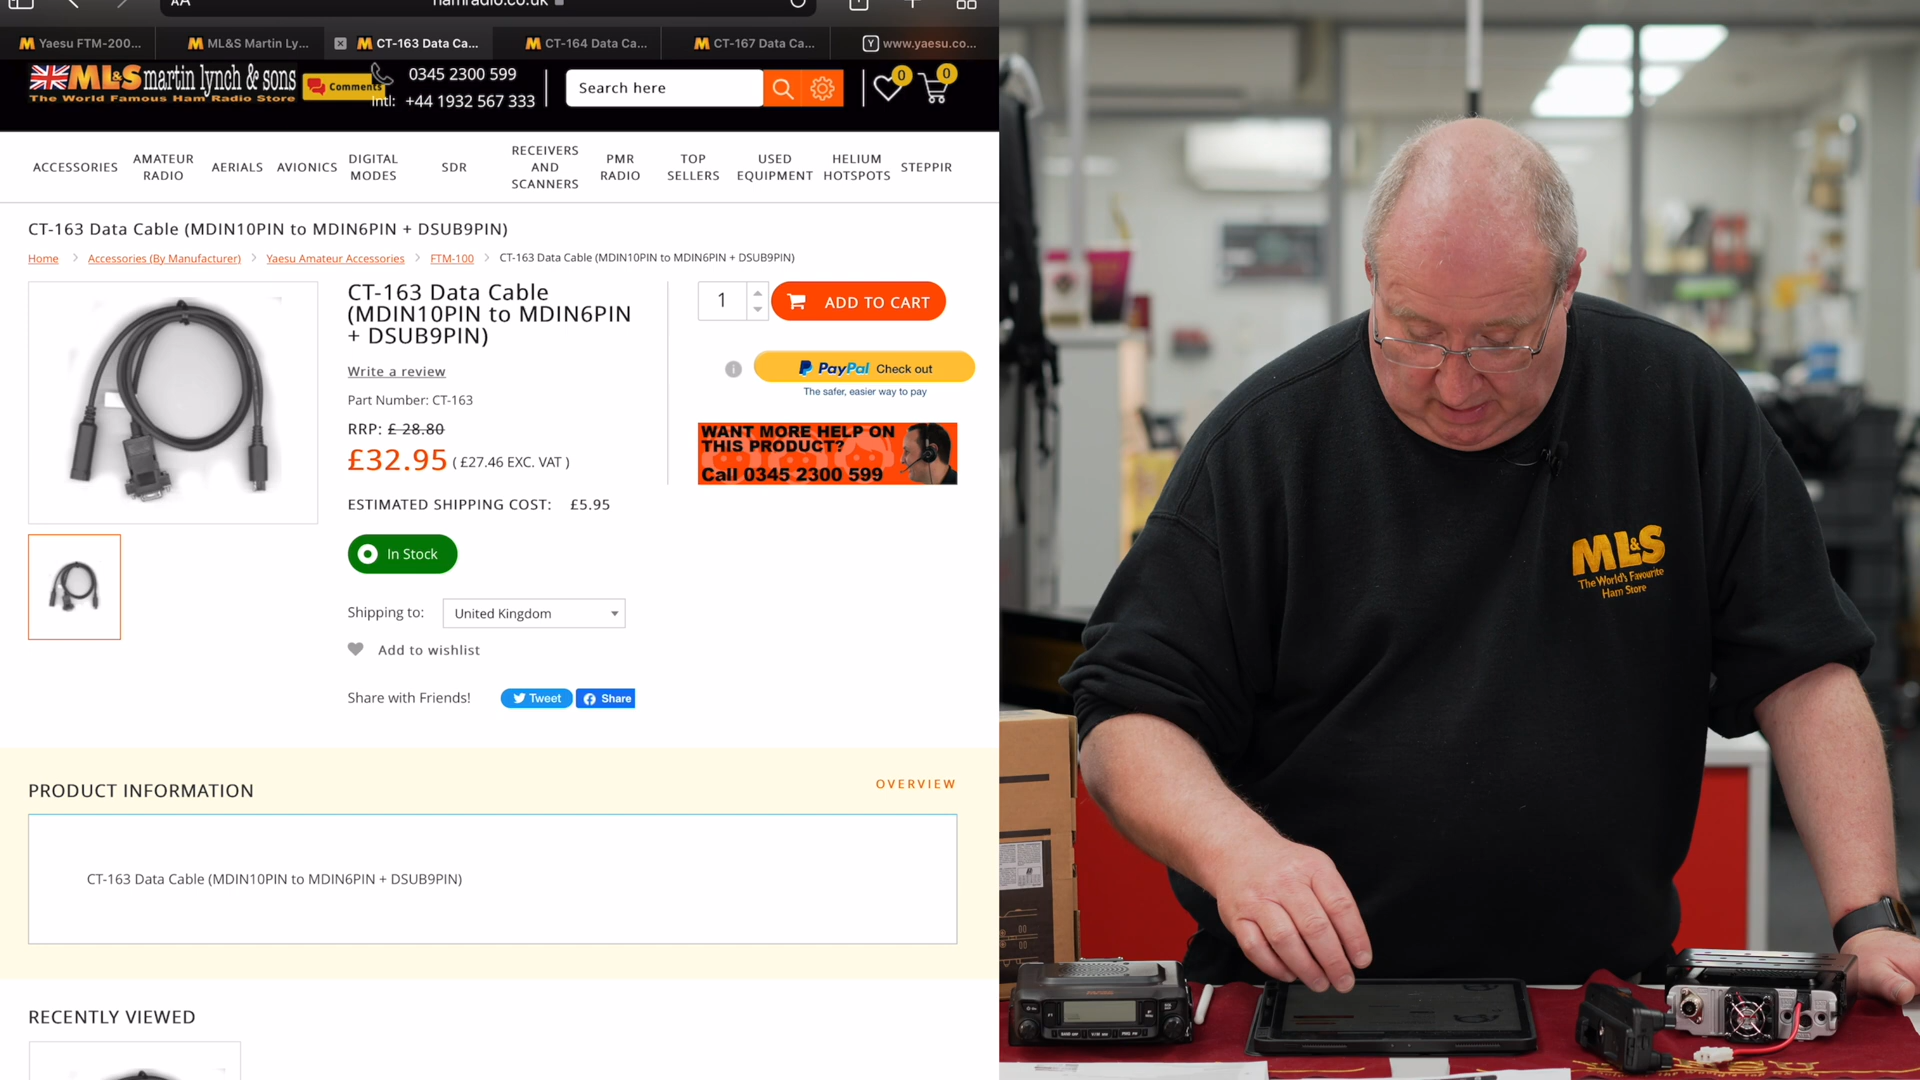 AA
hamradio.co.uk
Yaesu FTM-200...
ML&S Martin Ly...
CT-163 Data Ca...
CT-164 Data Ca...
CT-167 Data Ca...
www.yaesu.co...
ML&S martin lynch & sons
The World Famous Ham Radio Store
Comments
0345 2300 599
Intl: +44 1932 567 333
Search here
0
0
ACCESSORIES
AMATEUR
RADIO
AERIALS
AVIONICS
DIGITAL
MODES
SDR
RECEIVERS
AND
SCANNERS
PMR
RADIO
TOP
SELLERS
USED
EQUIPMENT
HELIUM
HOTSPOTS
STEPPIR
CT-163 Data Cable (MDIN10PIN to MDIN6PIN + DSUB9PIN)
Home > Accessories (By Manufacturer) > Yaesu Amateur Accessories > FTM-100 > CT-163 Data Cable (MDIN10PIN to MDIN6PIN + DSUB9PIN)
CT-163 Data Cable
(MDIN10PIN to MDIN6PIN
+ DSUB9PIN)
Write a review
Part Number: CT-163
RRP: £ 28.80
£32.95 ( £27.46 EXC. VAT )
ESTIMATED SHIPPING COST: £5.95
In Stock
Shipping to: United Kingdom
Add to wishlist
Share with Friends! Tweet Share
1
ADD TO CART
PayPal Check out
The safer, easier way to pay
WANT MORE HELP ON
THIS PRODUCT?
Call 0345 2300 599
PRODUCT INFORMATION
OVERVIEW
CT-163 Data Cable (MDIN10PIN to MDIN6PIN + DSUB9PIN)
RECENTLY VIEWED
ML&S
The World's Favourite
Ham Store